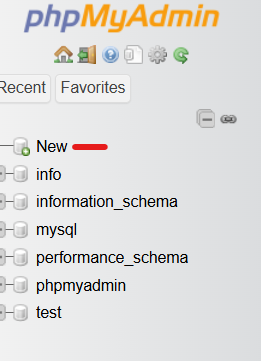 phpMyAdmin
Recent Favorites
New
info
information_schema
mysql
performance_schema
phpmyadmin
test